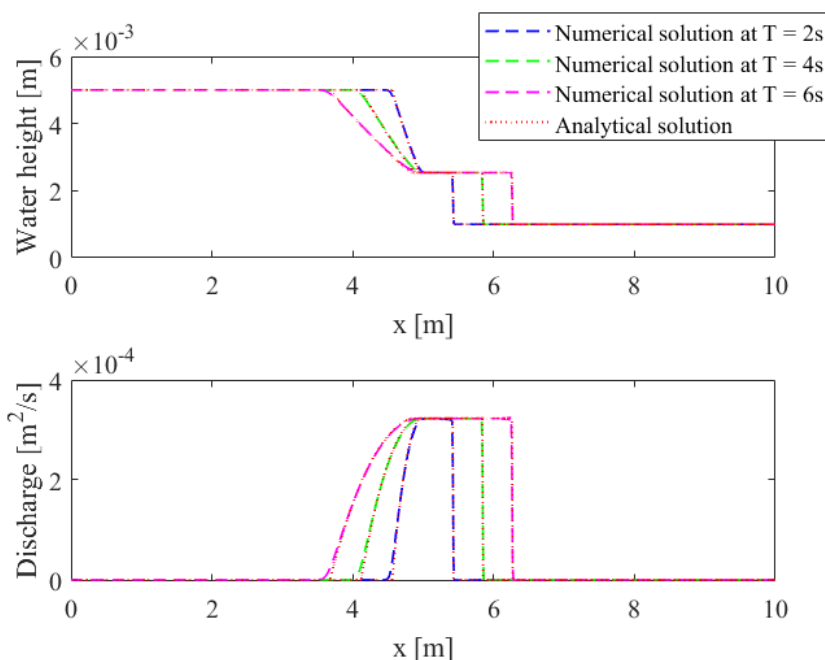 ×10⁻³
Numerical solution at T = 2s
Numerical solution at T = 4s
Numerical solution at T = 6s
Analytical solution
Water height [m]
6
4
2
0
0 2 4 6 8 10
x [m]
×10⁻⁴
Discharge [m²/s]
4
2
0
0 2 4 6 8 10
x [m]